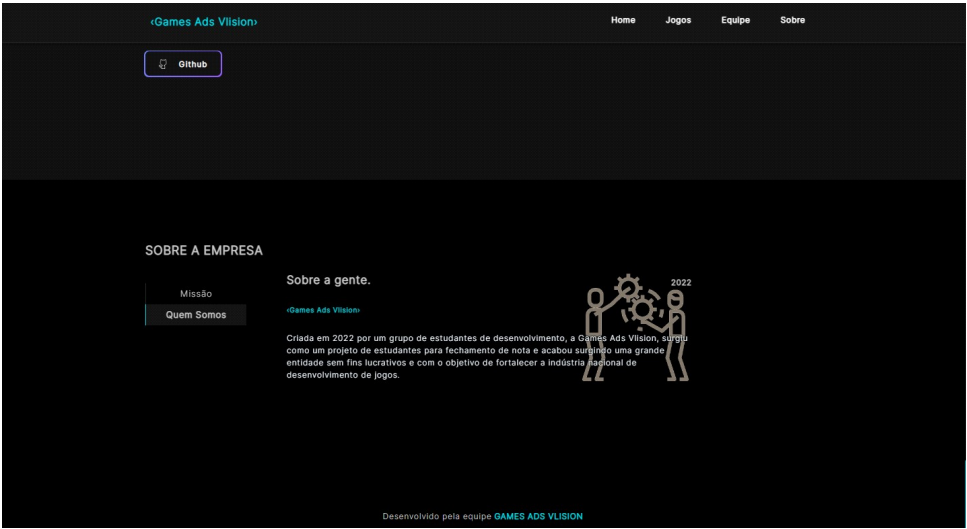 ‹Games Ads Vlision›
Home Jogos Equipe Sobre
Github
SOBRE A EMPRESA
Missão
Quem Somos
Sobre a gente.
2022
‹Games Ads Vlision›
Criada em 2022 por um grupo de estudantes de desenvolvimento, a Games Ads Vlision, surgiu
como um projeto de estudantes para fechamento de nota e acabou surgindo uma grande
entidade sem fins lucrativos e com o objetivo de fortalecer a indústria nacional de
desenvolvimento de jogos.
Desenvolvido pela equipe GAMES ADS VLISION